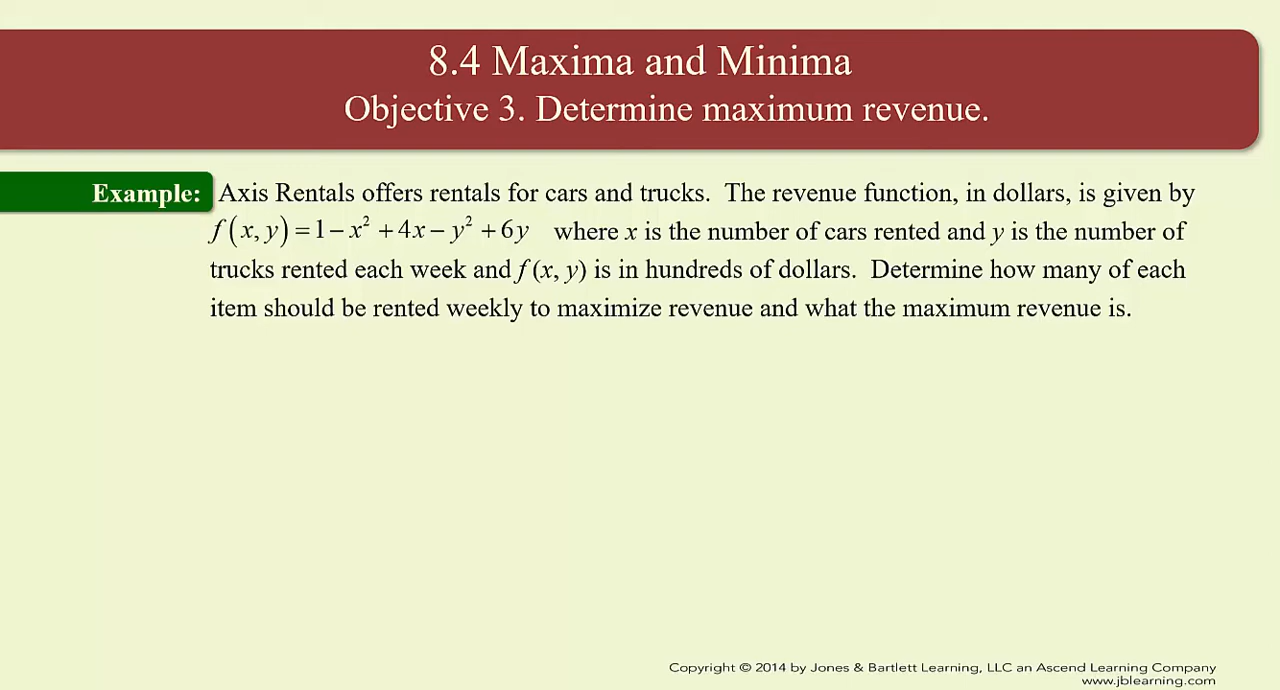 8.4 Maxima and Minima
Objective 3. Determine maximum revenue.
Example: Axis Rentals offers rentals for cars and trucks. The revenue function, in dollars, is given by
f(x, y) = 1 − x² + 4x − y² + 6y where x is the number of cars rented and y is the number of
trucks rented each week and f (x, y) is in hundreds of dollars. Determine how many of each
item should be rented weekly to maximize revenue and what the maximum revenue is.
Copyright © 2014 by Jones & Bartlett Learning, LLC an Ascend Learning Company
www.jblearning.com